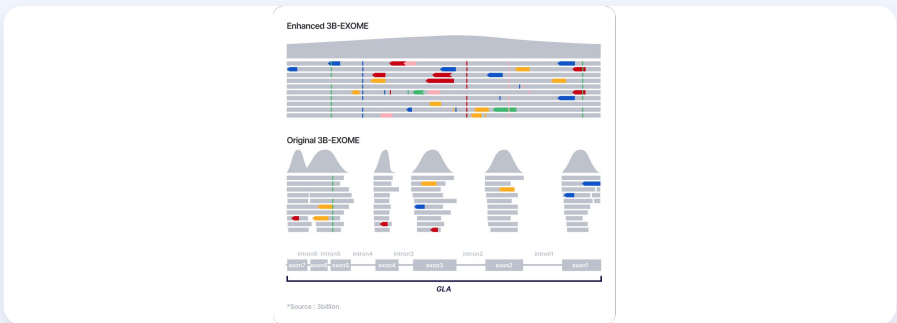 Enhanced 3B-EXOME
Original 3B-EXOME
intron6 intron5 intron4 intron3 intron2 intron1
exon7 exon6 exon5 exon4 exon3 exon2 exon1
GLA
*Source : 3billion